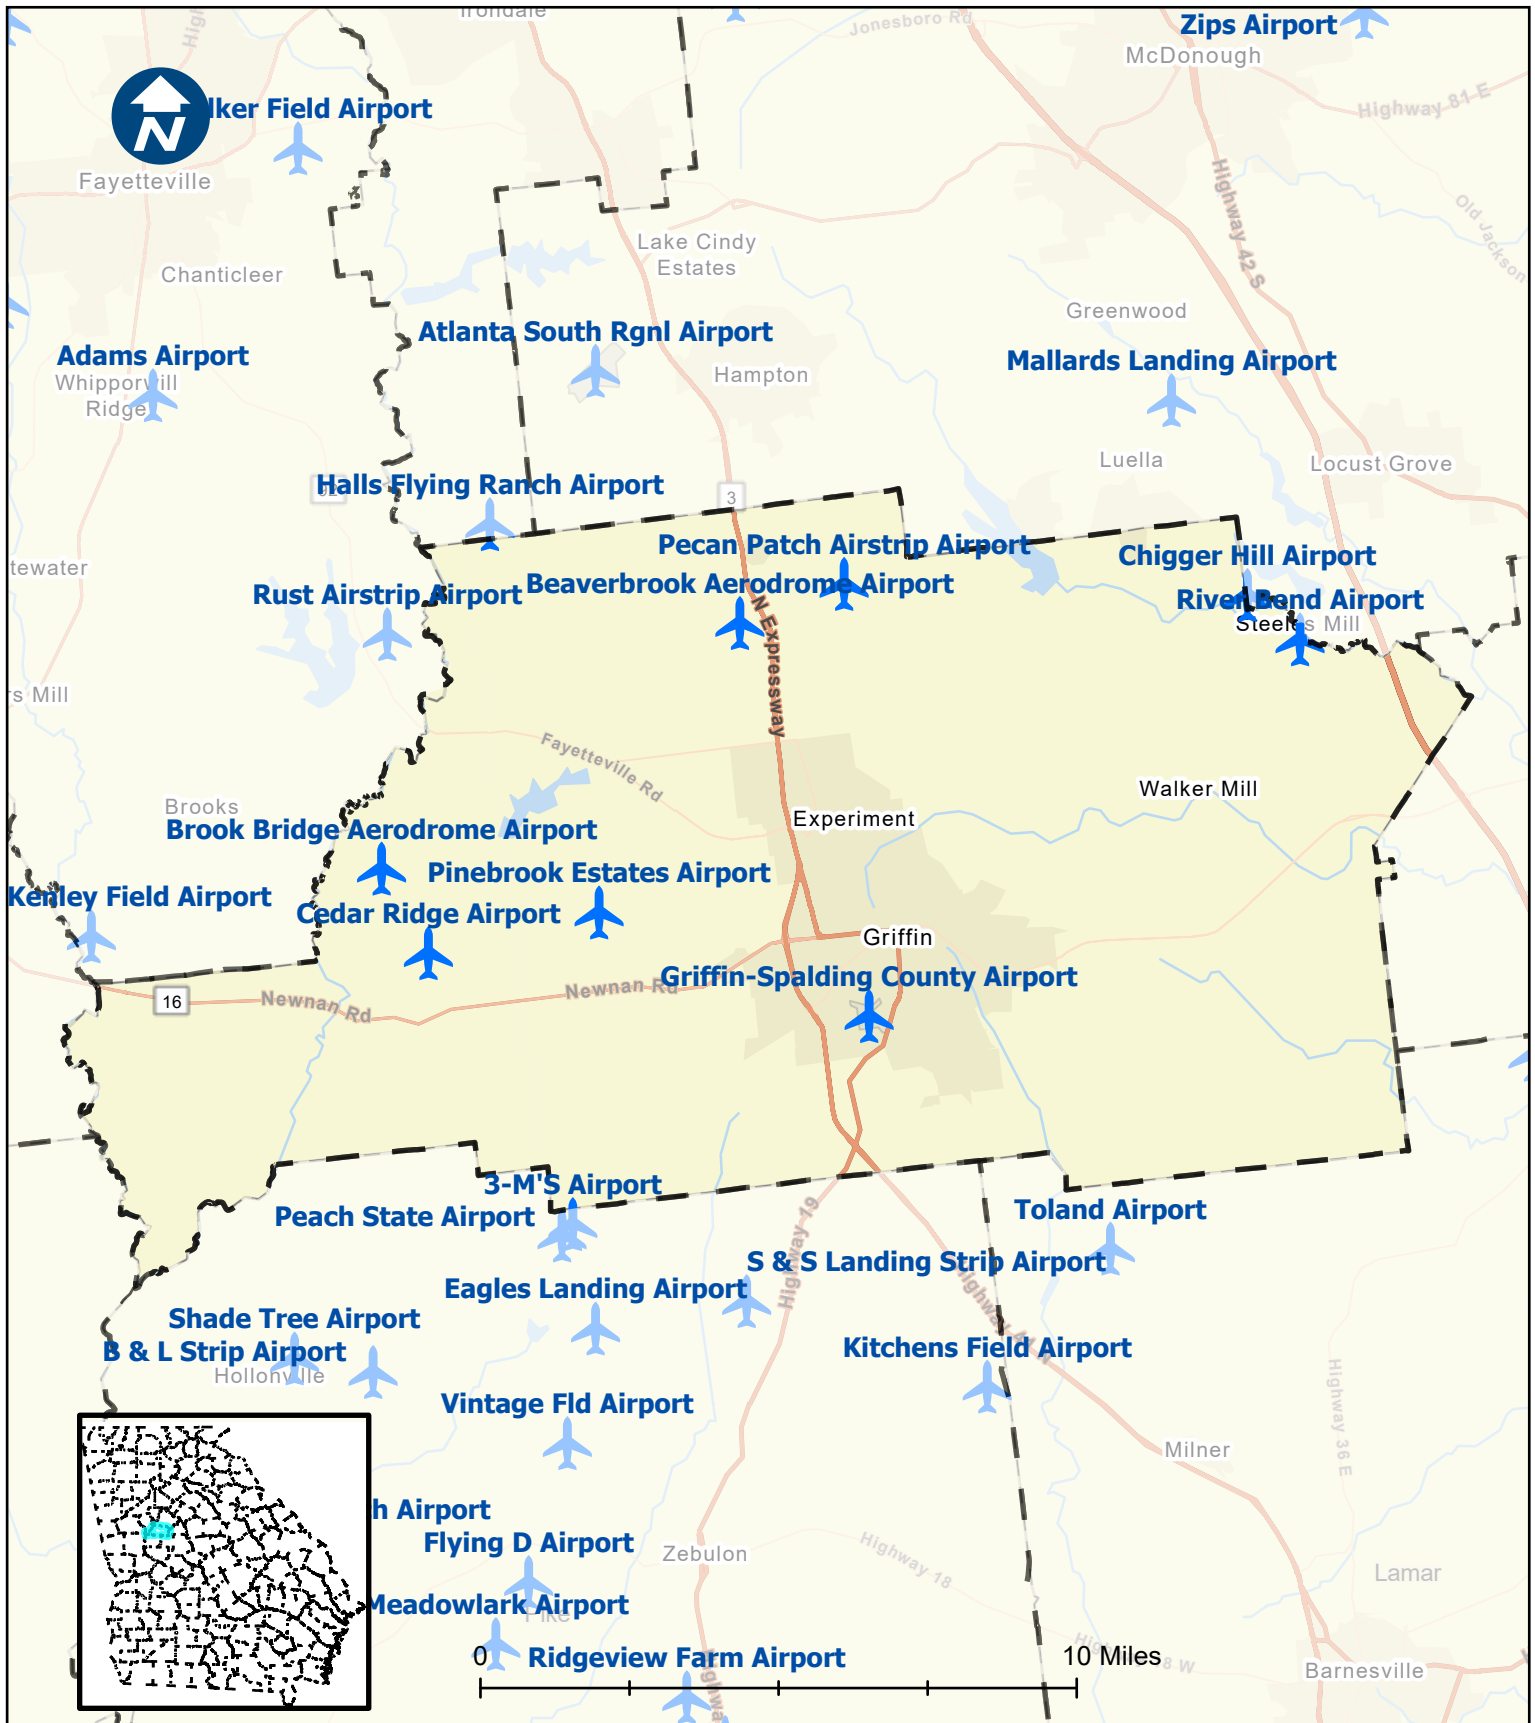 Irondale
Jonesboro Rd
Zips Airport
McDonough
Highway 81 E
N
lker Field Airport
Fayetteville
Highway 42 S
Old Jackson
Chanticleer
Lake Cindy
Estates
Greenwood
Atlanta South Rgnl Airport
Hampton
Adams Airport
Whipporwill
Ridge
Mallards Landing Airport
Luella
Locust Grove
Halls Flying Ranch Airport
3
Pecan Patch Airstrip Airport
Chigger Hill Airport
tewater
Beaverbrook Aerodrome Airport
Rust Airstrip Airport
River Bend Airport
Steeles Mill
N Expressway
rs Mill
Fayetteville Rd
Walker Mill
Brooks
Experiment
Brook Bridge Aerodrome Airport
Pinebrook Estates Airport
Kenley Field Airport
Cedar Ridge Airport
Griffin
Griffin-Spalding County Airport
16
Newnan Rd
Newnan Rd
3-M'S Airport
Peach State Airport
Toland Airport
Highway 19
S & S Landing Strip Airport
Eagles Landing Airport
Shade Tree Airport
B & L Strip Airport
Hollonville
Kitchens Field Airport
Highway 36 E
Vintage Fld Airport
Milner
h Airport
Flying D Airport
Zebulon
Highway 18
Lamar
Meadowlark Airport
Pike
0
10 Miles
Ridgeview Farm Airport
Highway 18 W
Barnesville